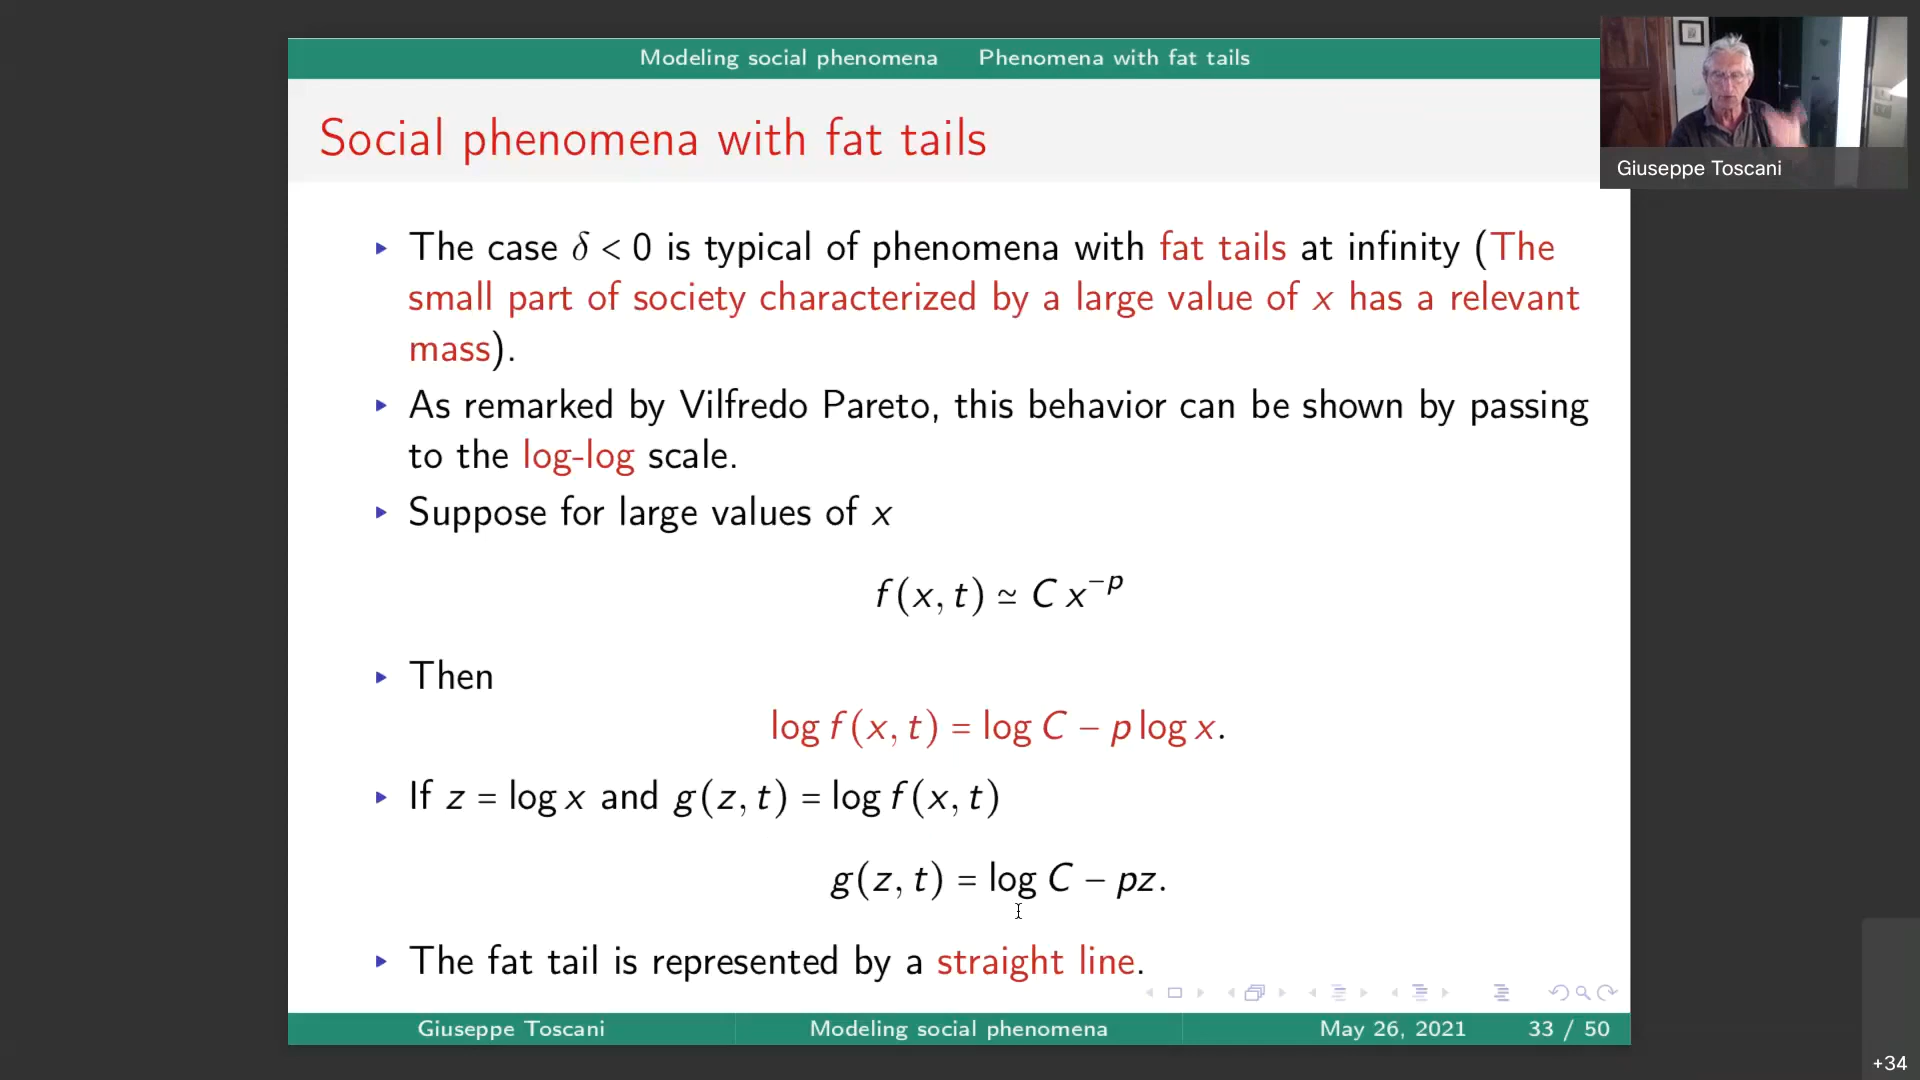 Modeling social phenomena Phenomena with fat tails
Social phenomena with fat tails
Giuseppe Toscani
▸ The case δ < 0 is typical of phenomena with fat tails at infinity (The
small part of society characterized by a large value of x has a relevant
mass).
▸ As remarked by Vilfredo Pareto, this behavior can be shown by passing
to the log-log scale.
▸ Suppose for large values of x
f(x, t) ≃ C x⁻ᵖ
▸ Then
log f(x, t) = log C − p log x.
▸ If z = log x and g(z, t) = log f(x, t)
g(z, t) = log C − pz.
▸ The fat tail is represented by a straight line.
Giuseppe Toscani Modeling social phenomena May 26, 2021 33 / 50
+34